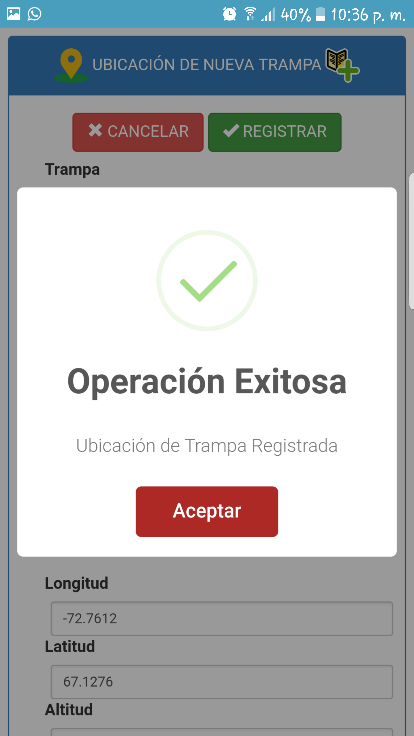 40% 10:36 p. m.
UBICACIÓN DE NUEVA TRAMPA
CANCELAR REGISTRAR
Trampa
Operación Exitosa
Ubicación de Trampa Registrada
Aceptar
Longitud
-72.7612
Latitud
67.1276
Altitud